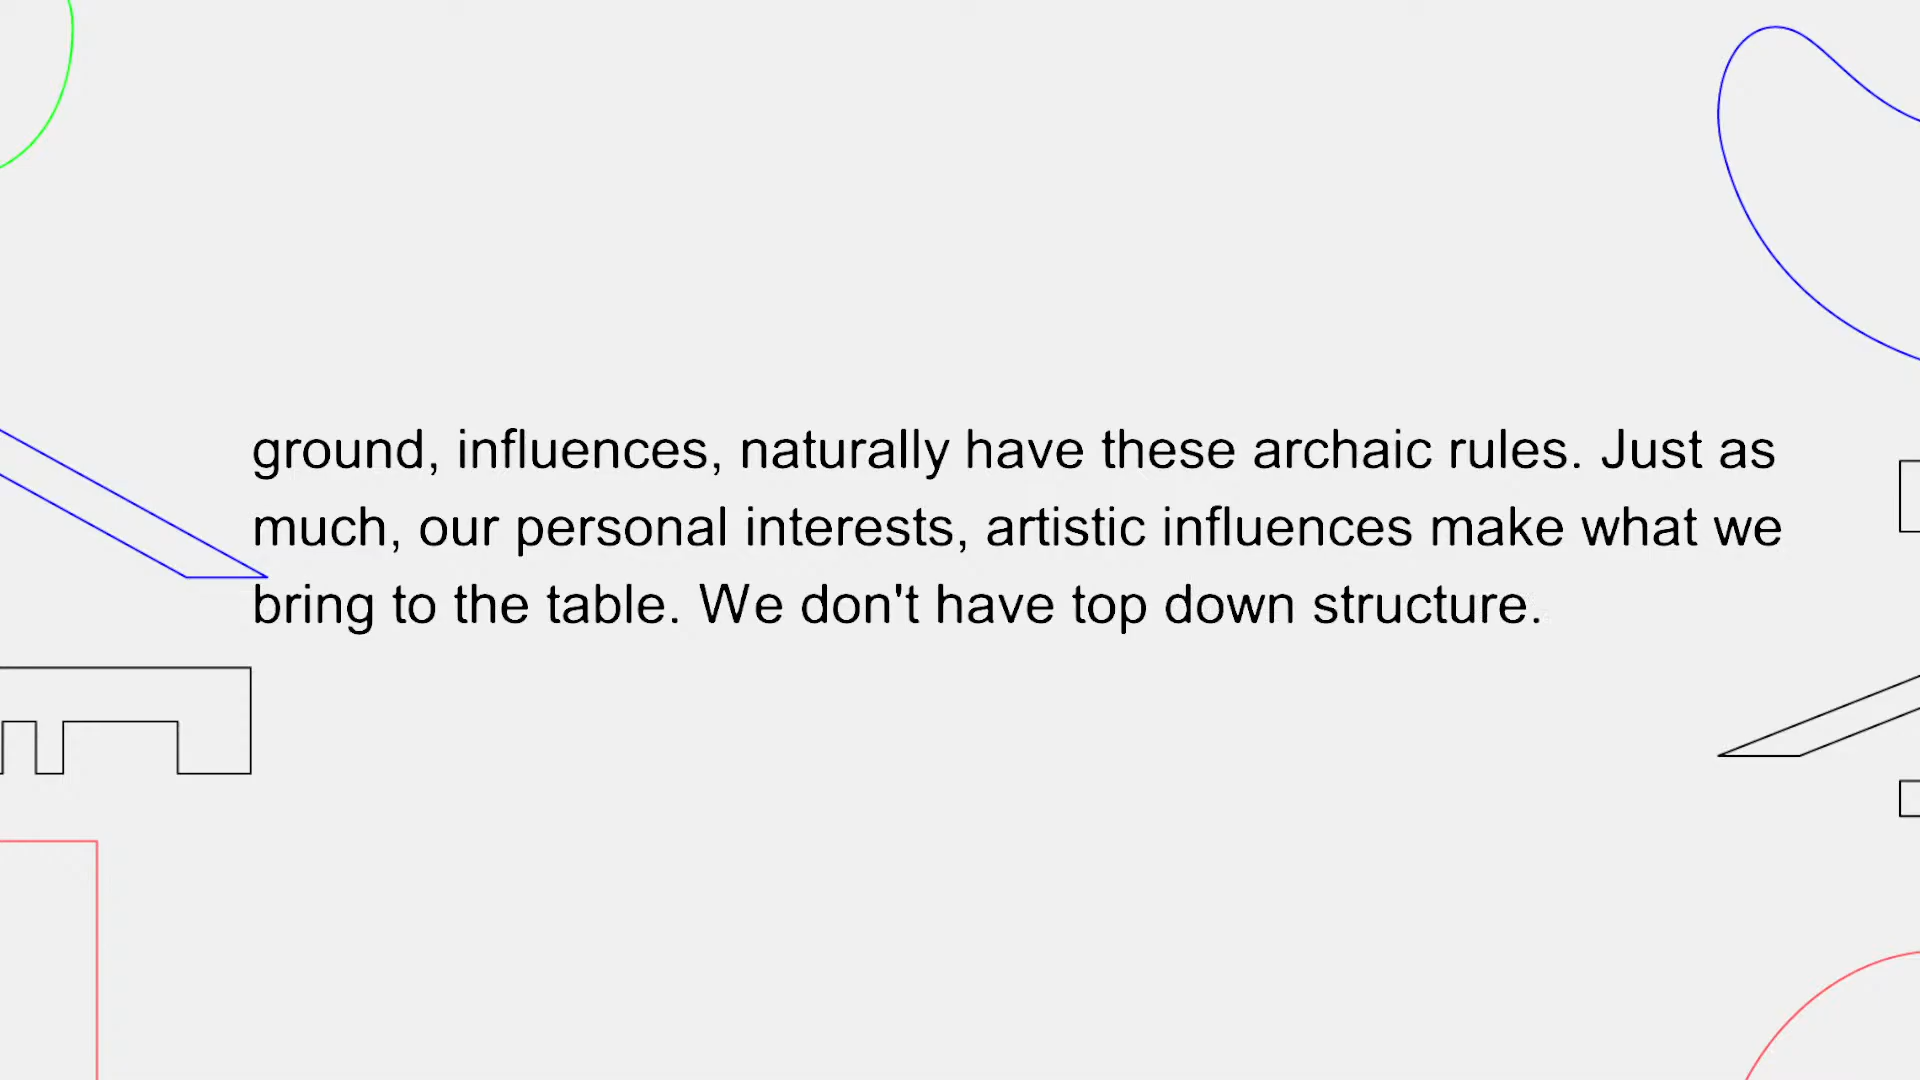 ground, influences, naturally have these archaic rules. Just as
much, our personal interests, artistic influences make what we
bring to the table. We don't have top down structure.